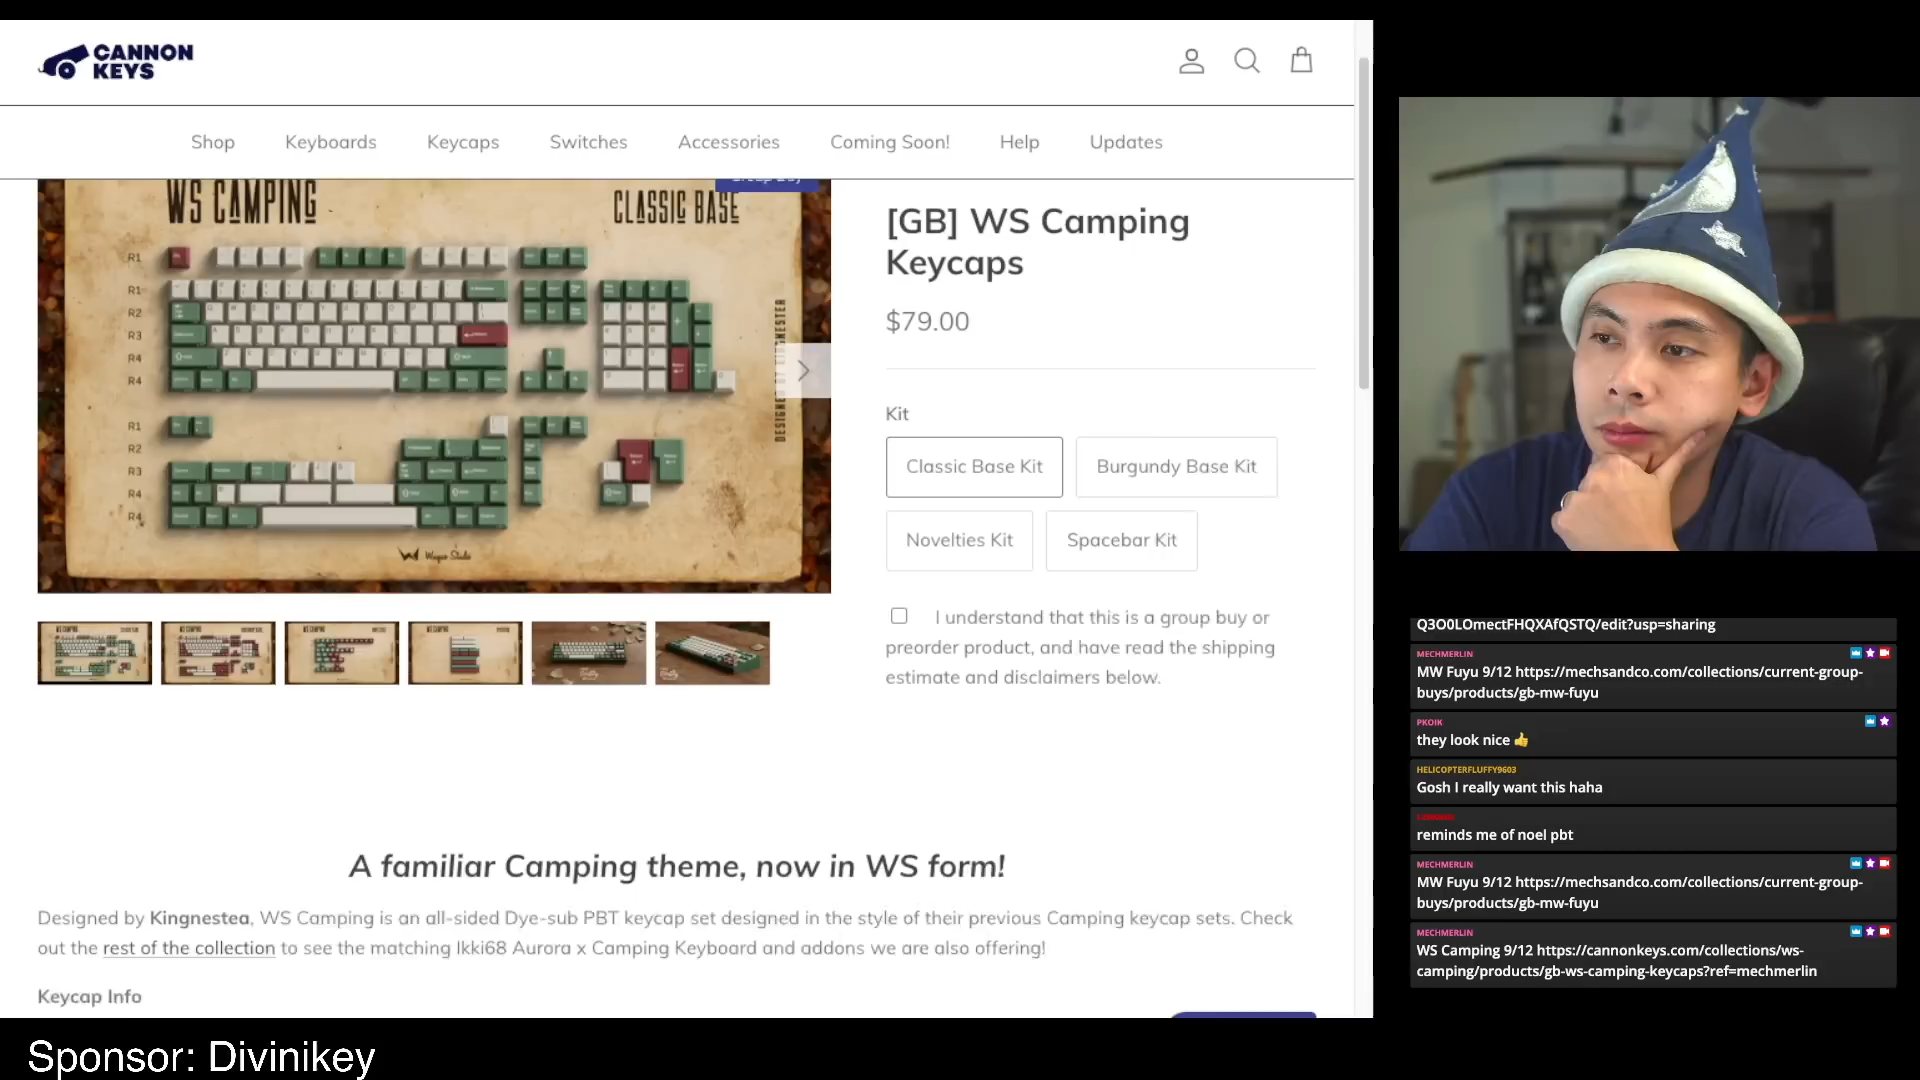 CANNON
KEYS
Shop
Keyboards
Keycaps
Switches
Accessories
Coming Soon!
Help
Updates
WS CAMPING
CLASSIC BASE
R1
R1
R2
R3
R4
R4
R1
R2
R3
R4
R4
[GB] WS Camping
Keycaps
$79.00
Kit
Classic Base Kit
Burgundy Base Kit
Novelties Kit
Spacebar Kit
I understand that this is a group buy or
preorder product, and have read the shipping
estimate and disclaimers below.
A familiar Camping theme, now in WS form!
Designed by Kingnestea, WS Camping is an all-sided Dye-sub PBT keycap set designed in the style of their previous Camping keycap sets. Check
out the rest of the collection to see the matching Ikki68 Aurora x Camping Keyboard and addons we are also offering!
Keycap Info
Q3O0LOmectFHQXAfQSTQ/edit?usp=sharing
MECHMERLIN
MW Fuyu 9/12 https://mechsandco.com/collections/current-group-
buys/products/gb-mw-fuyu
PKOIK
they look nice 👍
HELICOPTERFLUFFY9603
Gosh I really want this haha
reminds me of noel pbt
MECHMERLIN
MW Fuyu 9/12 https://mechsandco.com/collections/current-group-
buys/products/gb-mw-fuyu
MECHMERLIN
WS Camping 9/12 https://cannonkeys.com/collections/ws-
camping/products/gb-ws-camping-keycaps?ref=mechmerlin
Sponsor: Divinikey